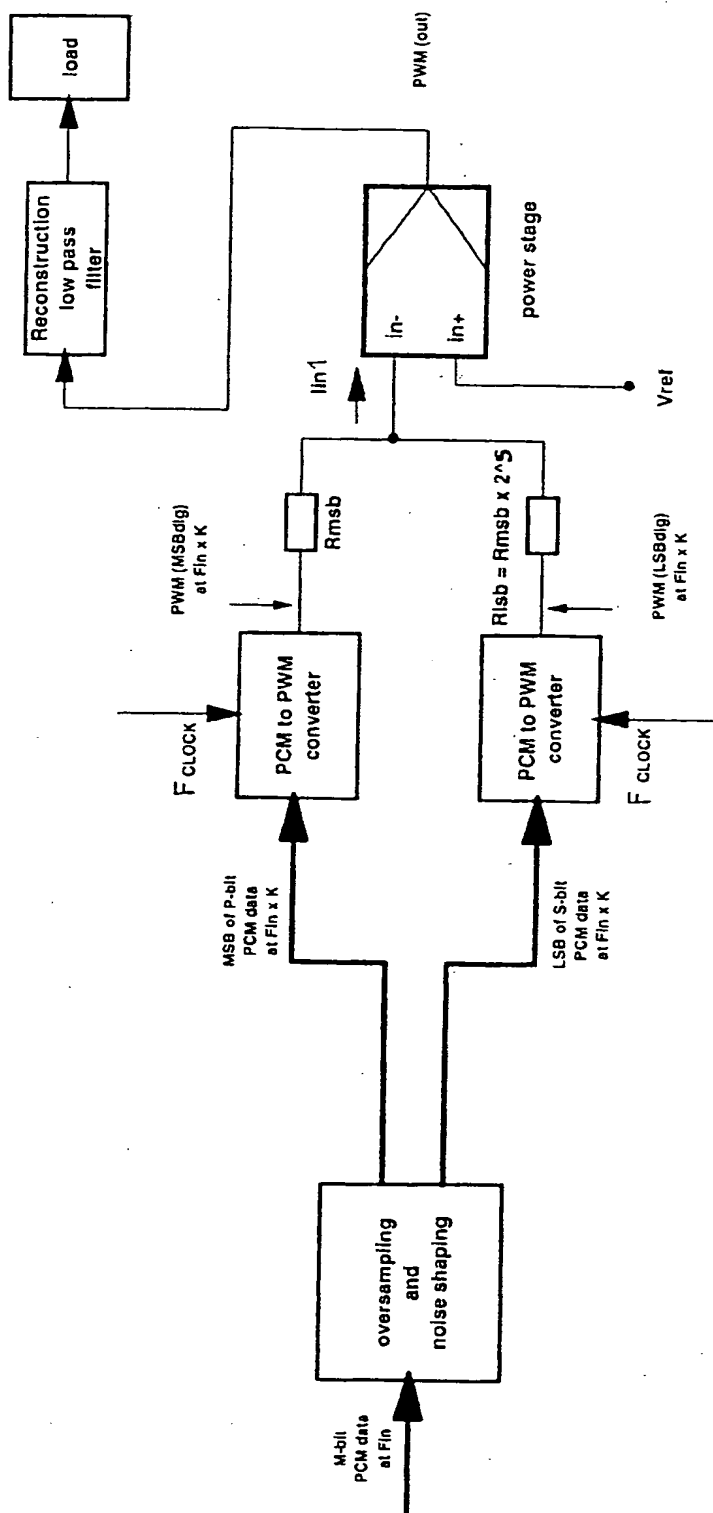 M-bit
PCM data
at Fin
oversampling
and
noise shaping
MSB of P-bit
PCM data
at Fin x K
LSB of S-bit
PCM data
at Fin x K
F CLOCK
PCM to PWM
converter
F CLOCK
PCM to PWM
converter
PWM (MSBdig)
at Fin x K
Rmsb
Rlsb = Rmsb x 2^5
PWM (LSBdig)
at Fin x K
Iin1
in-
in+
Vref
power stage
PWM (out)
Reconstruction
low pass
filter
load